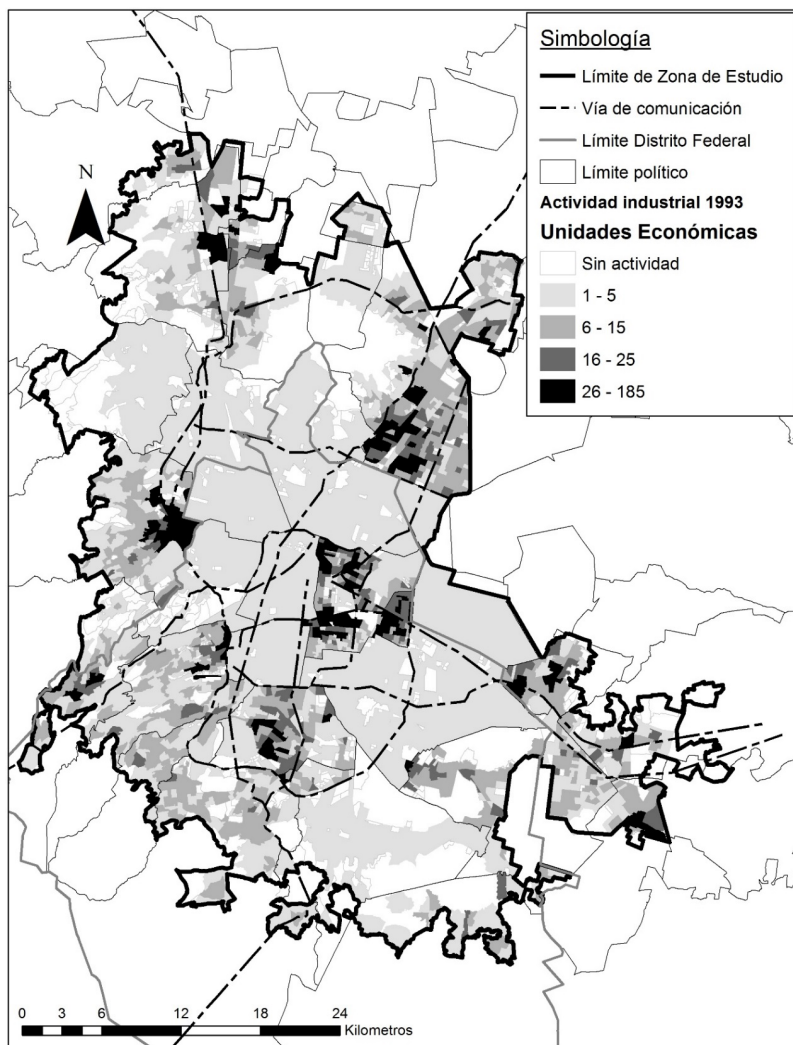 Simbología
Límite de Zona de Estudio
Vía de comunicación
Límite Distrito Federal
Límite político
Actividad industrial 1993
Unidades Económicas
Sin actividad
1 - 5
6 - 15
16 - 25
26 - 185
N
0 3 6 12 18 24
Kilometros